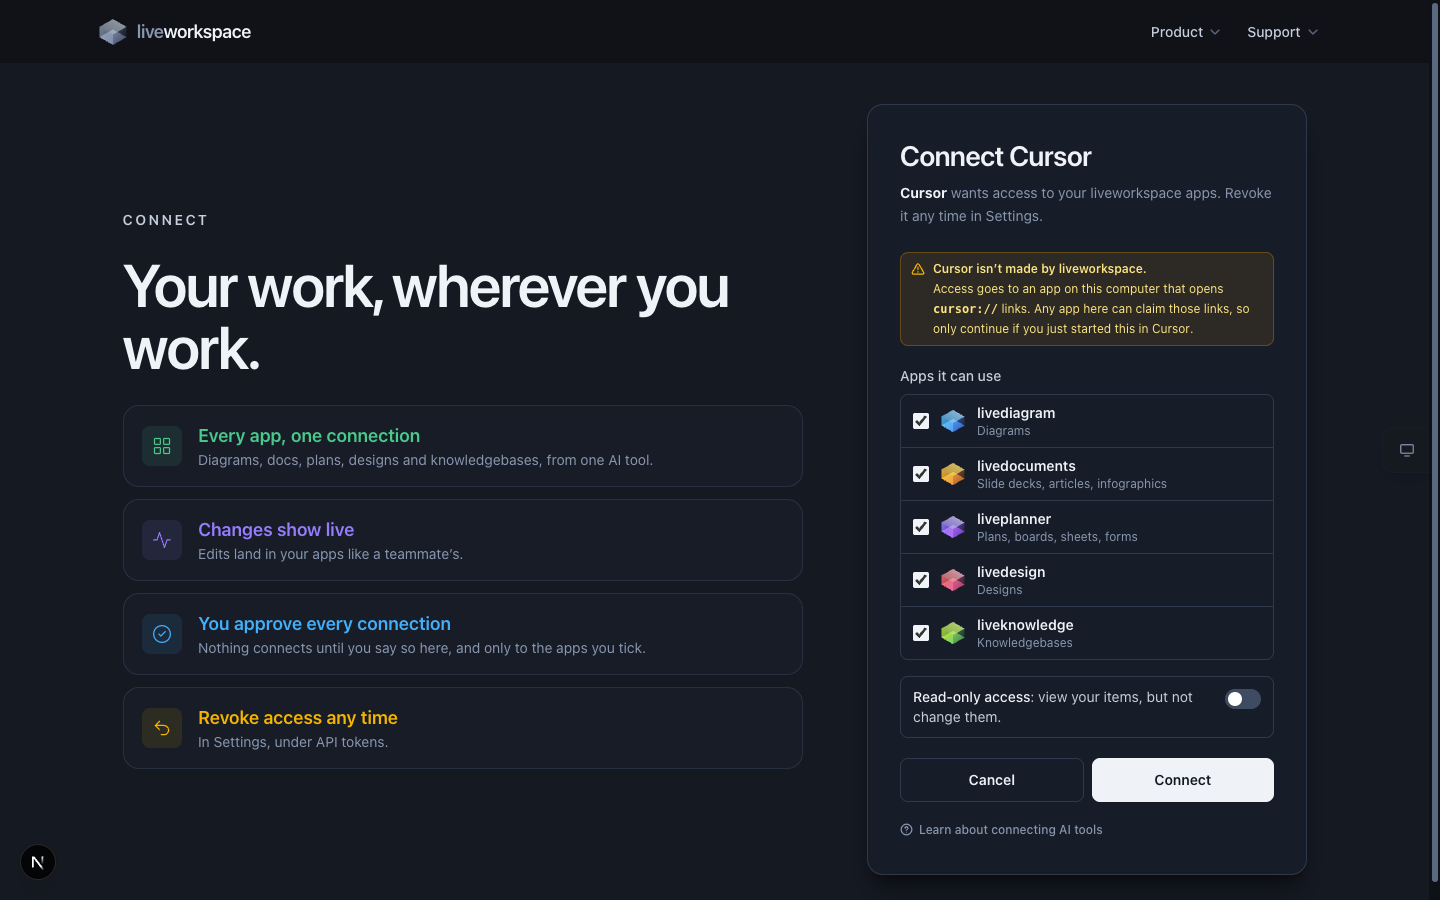 liveworkspace
Product
Support
CONNECT
Your work, wherever you
work.
Every app, one connection
Diagrams, docs, plans, designs and knowledgebases, from one AI tool.
Changes show live
Edits land in your apps like a teammate’s.
You approve every connection
Nothing connects until you say so here, and only to the apps you tick.
Revoke access any time
In Settings, under API tokens.
Connect Cursor
Cursor wants access to your liveworkspace apps. Revoke
it any time in Settings.
Cursor isn’t made by liveworkspace.
Access goes to an app on this computer that opens
cursor:// links. Any app here can claim those links, so
only continue if you just started this in Cursor.
Apps it can use
livediagram
Diagrams
livedocuments
Slide decks, articles, infographics
liveplanner
Plans, boards, sheets, forms
livedesign
Designs
liveknowledge
Knowledgebases
Read-only access: view your items, but not
change them.
Cancel
Connect
Learn about connecting AI tools
N